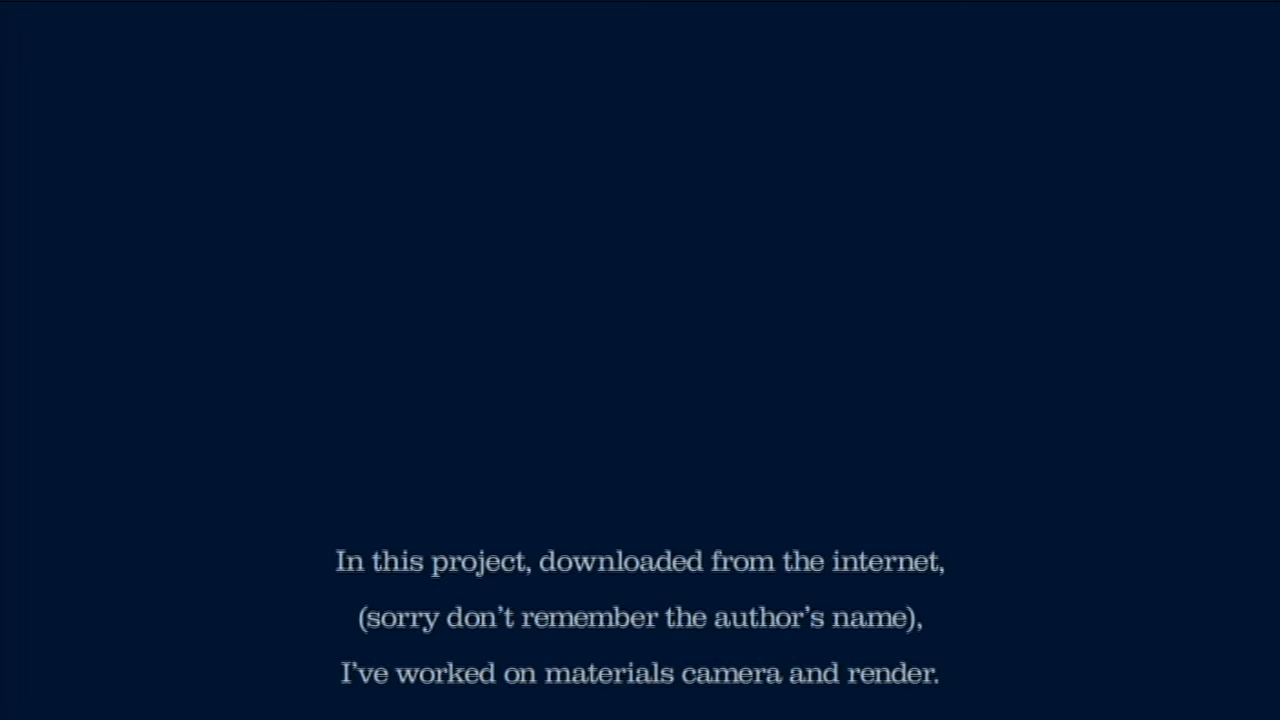 In this project, downloaded from the internet,
(sorry don’t remember the author’s name),
I’ve worked on materials camera and render.